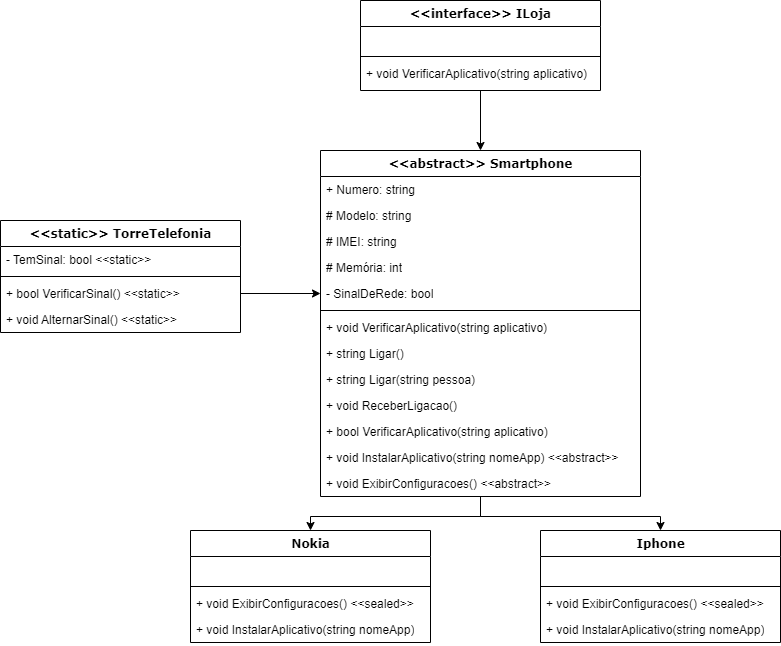 <<interface>> ILoja
+ void VerificarAplicativo(string aplicativo)
<<abstract>> Smartphone
+ Numero: string
# Modelo: string
# IMEI: string
# Memória: int
- SinalDeRede: bool
+ void VerificarAplicativo(string aplicativo)
+ string Ligar()
+ string Ligar(string pessoa)
+ void ReceberLigacao()
+ bool VerificarAplicativo(string aplicativo)
+ void InstalarAplicativo(string nomeApp) <<abstract>>
+ void ExibirConfiguracoes() <<abstract>>
<<static>> TorreTelefonia
- TemSinal: bool <<static>>
+ bool VerificarSinal() <<static>>
+ void AlternarSinal() <<static>>
Nokia
+ void ExibirConfiguracoes() <<sealed>>
+ void InstalarAplicativo(string nomeApp)
Iphone
+ void ExibirConfiguracoes() <<sealed>>
+ void InstalarAplicativo(string nomeApp)